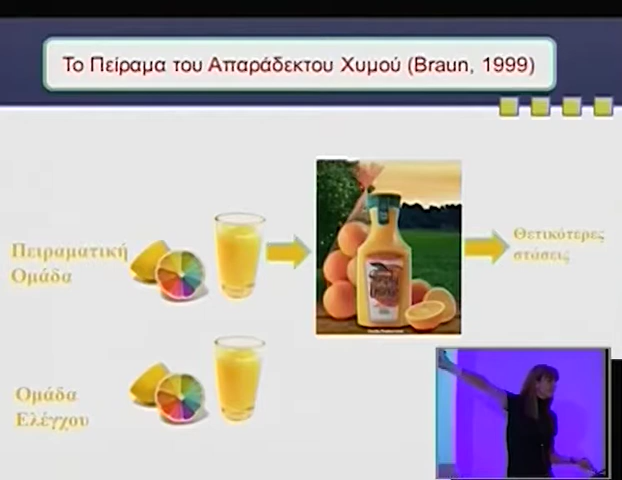 Το Πείραμα του Απαράδεκτου Χυμού (Braun, 1999)
Πειραματική
Ομάδα
Θετικότερες
στάσεις
Ομάδα
Ελέγχου